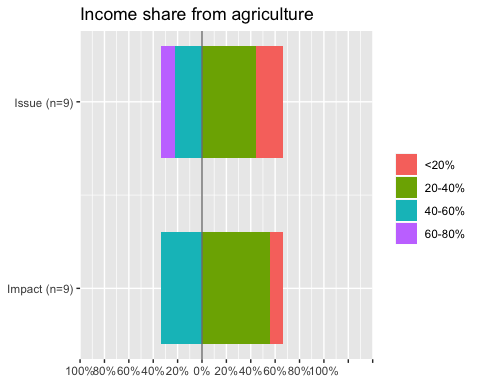 Income share from agriculture
Issue (n=9)
Impact (n=9)
100%80%60%40%20% 0% 20%40%60%80%100%
<20%
20-40%
40-60%
60-80%